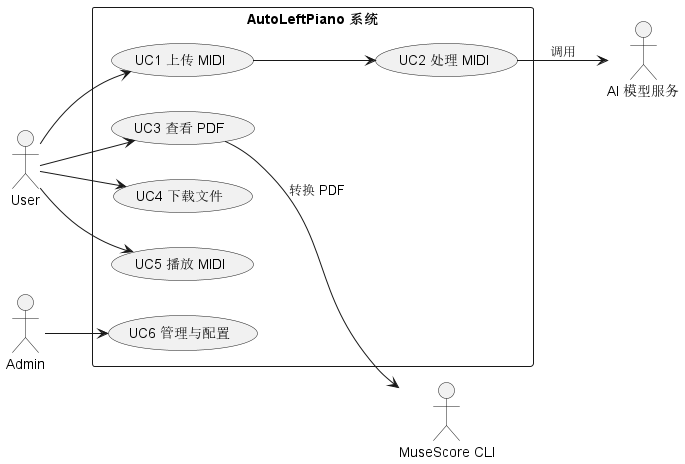 AutoLeftPiano 系统
UC1 上传 MIDI
UC2 处理 MIDI
调用
AI 模型服务
UC3 查看 PDF
User
UC4 下载文件
转换 PDF
UC5 播放 MIDI
UC6 管理与配置
Admin
MuseScore CLI